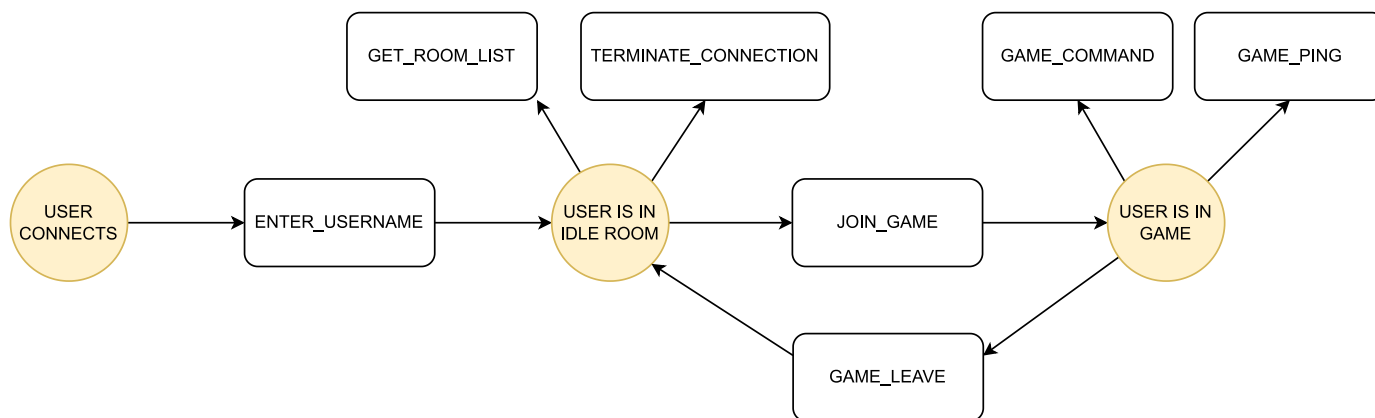 GET_ROOM_LIST
TERMINATE_CONNECTION
GAME_COMMAND
GAME_PING
USER
CONNECTS
ENTER_USERNAME
USER IS IN
IDLE ROOM
JOIN_GAME
USER IS IN
GAME
GAME_LEAVE